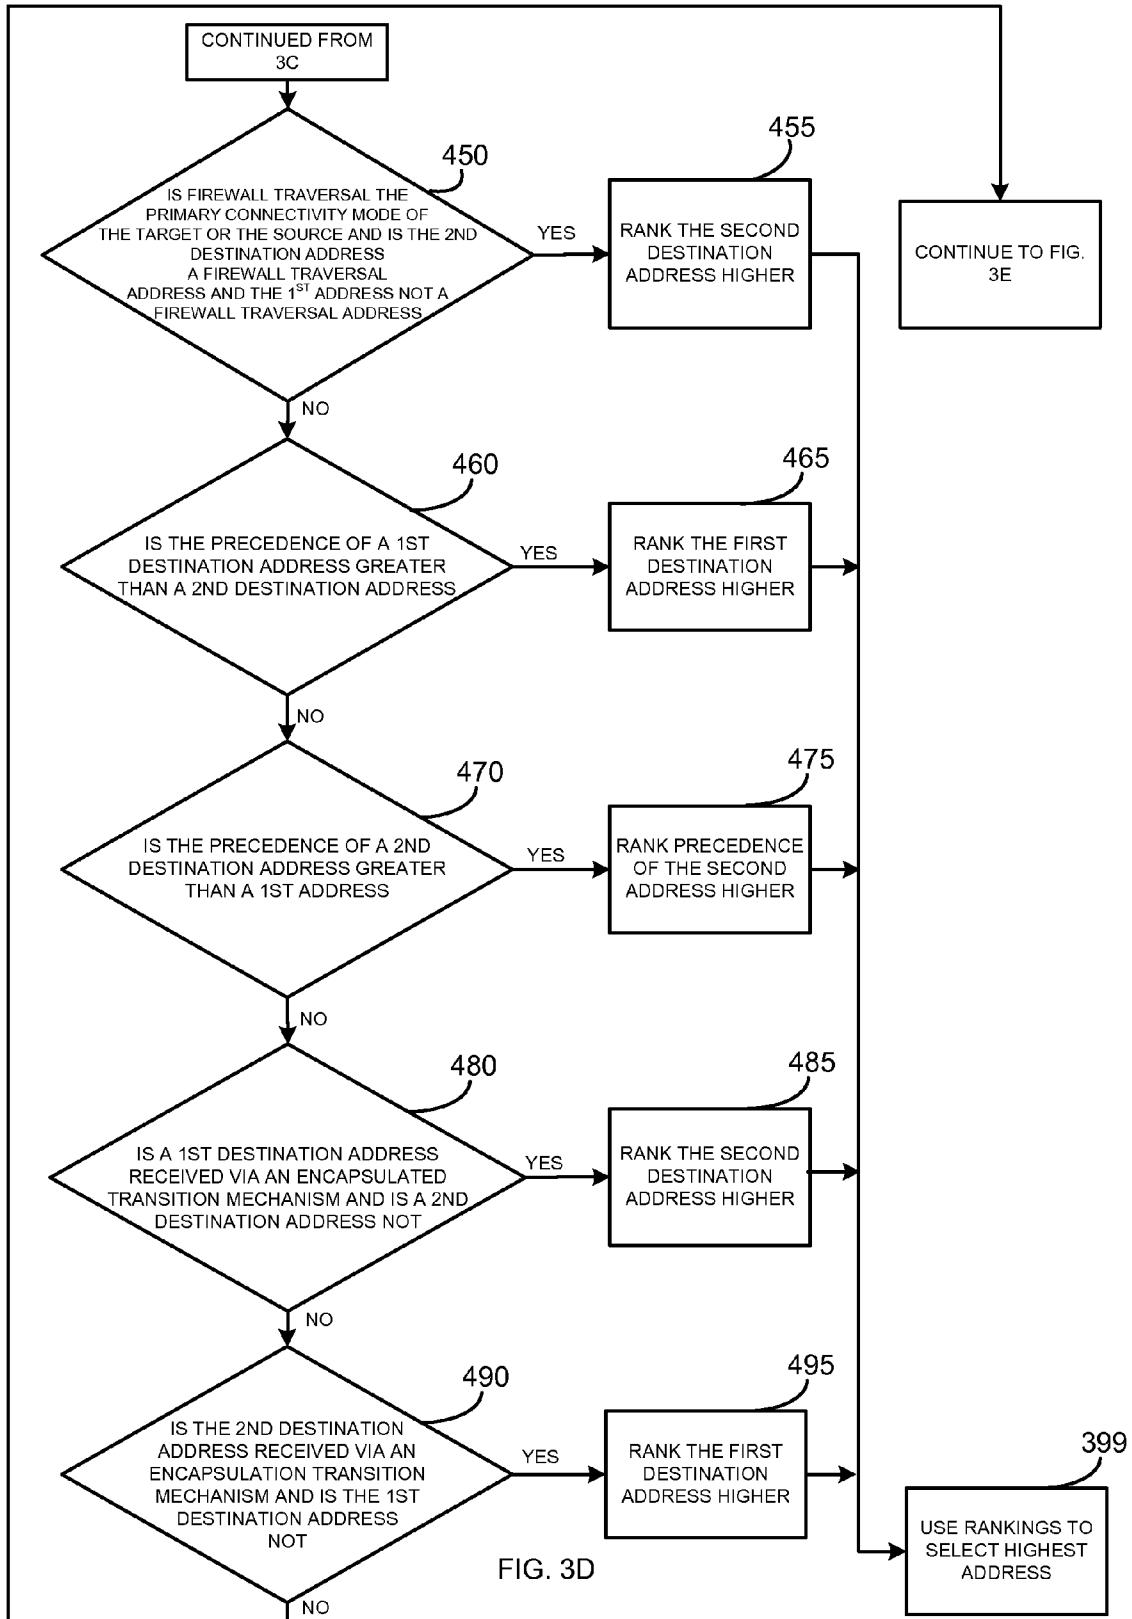 CONTINUED FROM
3C
450
IS FIREWALL TRAVERSAL THE
PRIMARY CONNECTIVITY MODE OF
THE TARGET OR THE SOURCE AND IS THE 2ND
DESTINATION ADDRESS
A FIREWALL TRAVERSAL
ADDRESS AND THE 1ST ADDRESS NOT A
FIREWALL TRAVERSAL ADDRESS
YES
455
RANK THE SECOND
DESTINATION
ADDRESS HIGHER
CONTINUE TO FIG.
3E
NO
460
IS THE PRECEDENCE OF A 1ST
DESTINATION ADDRESS GREATER
THAN A 2ND DESTINATION ADDRESS
YES
465
RANK THE FIRST
DESTINATION
ADDRESS HIGHER
NO
470
IS THE PRECEDENCE OF A 2ND
DESTINATION ADDRESS GREATER
THAN A 1ST ADDRESS
YES
475
RANK PRECEDENCE
OF THE SECOND
ADDRESS HIGHER
NO
480
IS A 1ST DESTINATION ADDRESS
RECEIVED VIA AN ENCAPSULATED
TRANSITION MECHANISM AND IS A 2ND
DESTINATION ADDRESS NOT
YES
485
RANK THE SECOND
DESTINATION
ADDRESS HIGHER
NO
490
IS THE 2ND DESTINATION
ADDRESS RECEIVED VIA AN
ENCAPSULATION TRANSITION
MECHANISM AND IS THE 1ST
DESTINATION ADDRESS
NOT
YES
495
RANK THE FIRST
DESTINATION
ADDRESS HIGHER
399
USE RANKINGS TO
SELECT HIGHEST
ADDRESS
FIG. 3D
NO